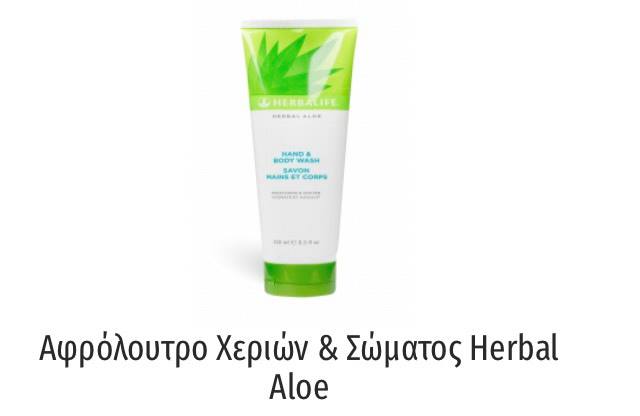 HERBALIFE
HERBAL ALOE
HAND &
BODY WASH
SAVON
MAINS ET CORPS
Αφρόλουτρο Χεριών & Σώματος Herbal
Aloe